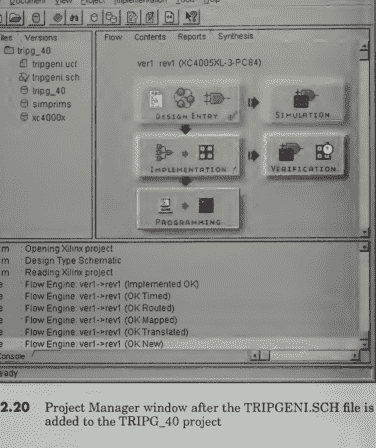 Document View Project Implementation Tools Help
Files Versions
tripg_40
tripgeni.ucf
tripgeni.sch
tripg_40
simprims
xc4000x
Flow Contents Reports Synthesis
ver1 rev1 (XC4005XL-3-PC84)
DESIGN ENTRY
SIMULATION
IMPLEMENTATION
VERIFICATION
PROGRAMMING
m Opening Xilinx project
m Design Type Schematic
m Reading Xilinx project
e Flow Engine: ver1->rev1 (Implemented OK)
e Flow Engine: ver1->rev1 (OK Timed)
e Flow Engine: ver1->rev1 (OK Routed)
e Flow Engine: ver1->rev1 (OK Mapped)
e Flow Engine: ver1->rev1 (OK Translated)
e Flow Engine: ver1->rev1 (OK New)
Console
eady
2.20 Project Manager window after the TRIPGENI.SCH file is
added to the TRIPG_40 project